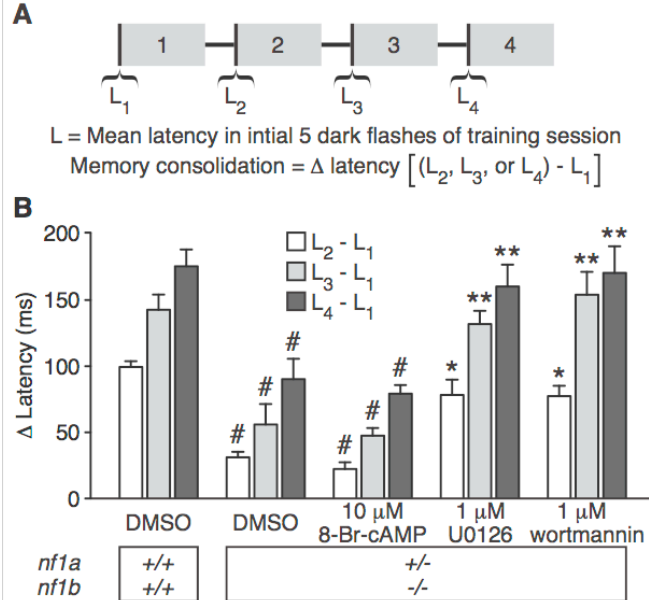 A
1 2 3 4
L1 L2 L3 L4
L = Mean latency in intial 5 dark flashes of training session
Memory consolidation = Δ latency [(L2, L3, or L4) - L1]
B
Δ Latency (ms)
200
150
100
50
0
L2 - L1
L3 - L1
L4 - L1
# # #
# # #
* ** **
* ** **
DMSO DMSO 10 μM 8-Br-cAMP 1 μM U0126 1 μM wortmannin
nf1a +/+ +/-
nf1b +/+ -/-